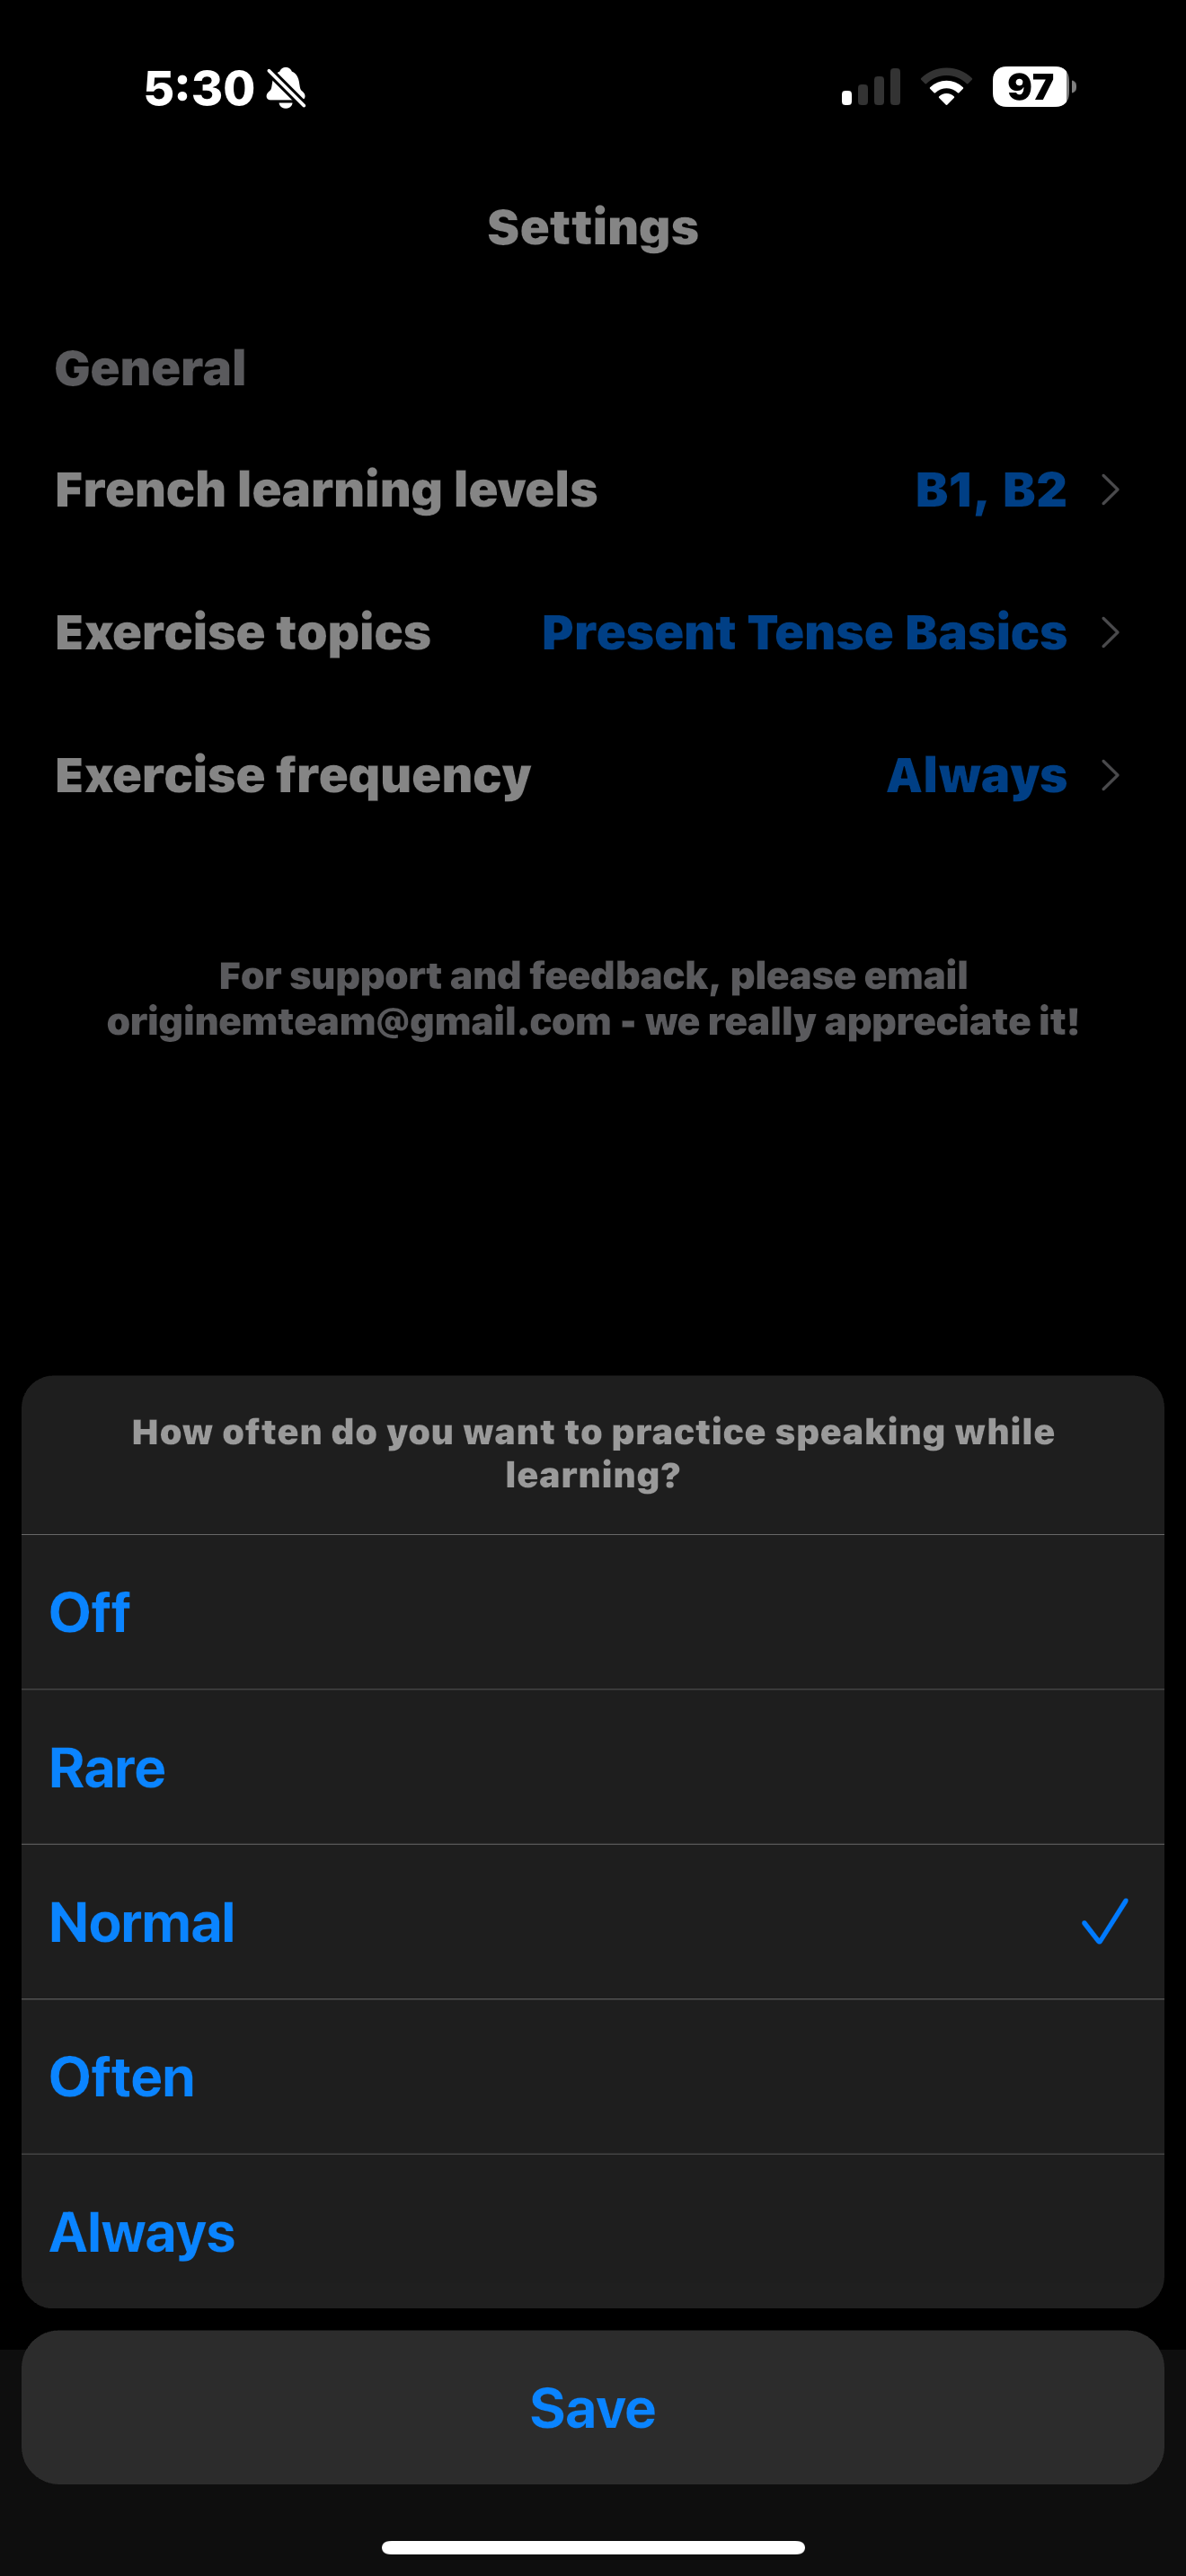 5:30
97
Settings
General
French learning levels B1, B2
Exercise topics Present Tense Basics
Exercise frequency Always
For support and feedback, please email
originemteam@gmail.com - we really appreciate it!
How often do you want to practice speaking while
learning?
Off
Rare
Normal
Often
Always
Save